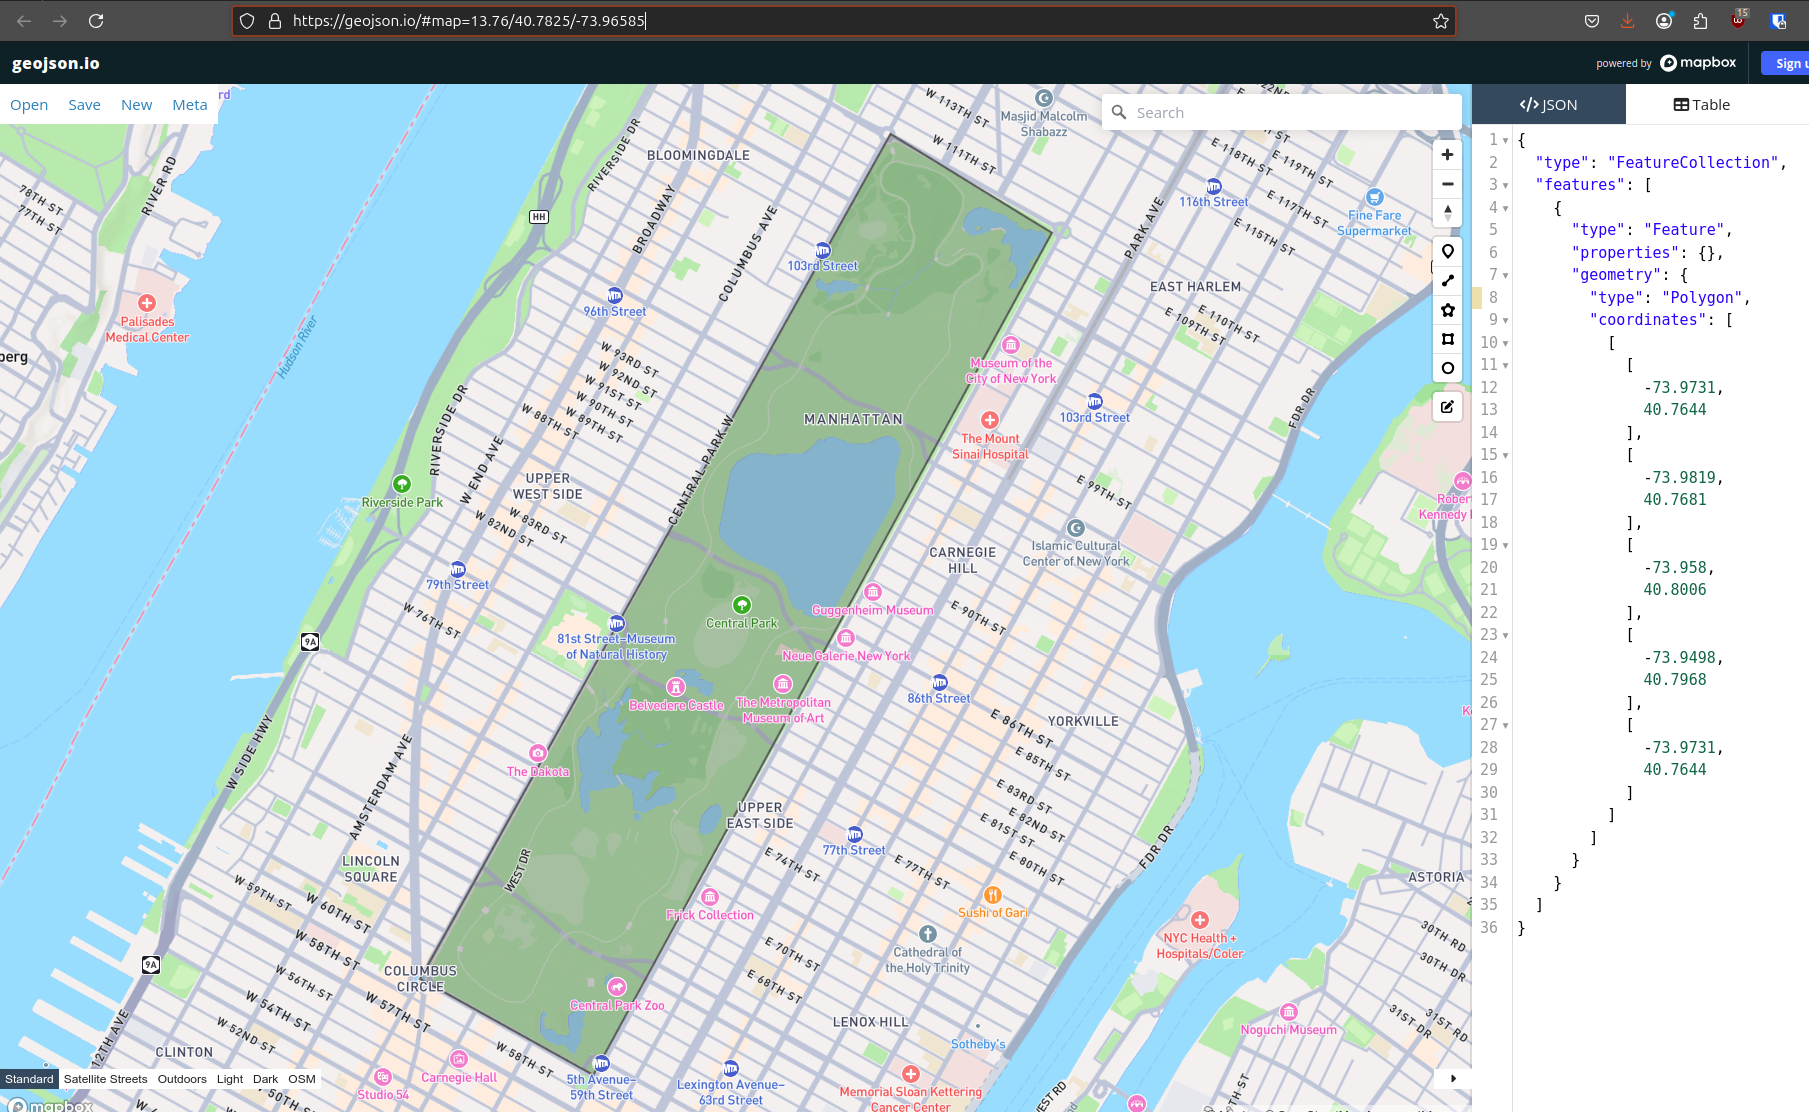 https://geojson.io/#map=13.76/40.7825/-73.96585
15
geojson.io
powered by mapbox
Sign u
Open Save New Meta
Search
</> JSON
Table
1 {
2 "type": "FeatureCollection",
3 "features": [
4 {
5 "type": "Feature",
6 "properties": {},
7 "geometry": {
8 "type": "Polygon",
9 "coordinates": [
10 [
11 [
12 -73.9731,
13 40.7644
14 ],
15 [
16 -73.9819,
17 40.7681
18 ],
19 [
20 -73.958,
21 40.8006
22 ],
23 [
24 -73.9498,
25 40.7968
26 ],
27 [
28 -73.9731,
29 40.7644
30 ]
31 ]
32 ]
33 }
34 }
35 ]
36 }
rd
W 113TH ST
Masjid Malcolm
Shabazz
W 111TH ST
BLOOMINGDALE
RIVERSIDE DR
RIVER RD
78TH ST
77TH ST
HH
BROADWAY
COLUMBUS AVE
103rd Street
96th Street
PARK AVE
116th Street
E 118TH ST
E 119TH ST
E 117TH ST
E 115TH ST
Fine Fare
Supermarket
EAST HARLEM
E 110TH ST
E 109TH ST
Palisades
Medical Center
Hudson River
berg
Museum of the
City of New York
W 93RD ST
W 92ND ST
W 91ST ST
W 90TH ST
W 89TH ST
W 88TH ST
RIVERSIDE DR
W END AVE
CENTRAL PARK W
MANHATTAN
The Mount
Sinai Hospital
103rd Street
FDR DR
UPPER
WEST SIDE
Riverside Park
W 83RD ST
W 82ND ST
E 99TH ST
Rober
Kennedy
CARNEGIE
HILL
Islamic Cultural
Center of New York
79th Street
W 76TH ST
Guggenheim Museum
E 90TH ST
Central Park
81st Street–Museum
of Natural History
Neue Galerie New York
9A
Belvedere Castle
The Metropolitan
Museum of Art
86th Street
E 86TH ST
YORKVILLE
W SIDE HWY
AMSTERDAM AVE
The Dakota
E 85TH ST
E 83RD ST
E 82ND ST
E 81ST ST
E 80TH ST
UPPER
EAST SIDE
77th Street
E 74TH ST
E 77TH ST
FDR DR
LINCOLN
SQUARE
WEST DR
ASTORIA
W 59TH ST
W 60TH ST
W 58TH ST
Frick Collection
Sushi of Gari
NYC Health +
Hospitals/Coler
30TH RD
30TH DR
Cathedral of
the Holy Trinity
E 70TH ST
E 68TH ST
9A
COLUMBUS
CIRCLE
W 56TH ST
W 57TH ST
W 54TH ST
W 52ND ST
Central Park Zoo
LENOX HILL
Sotheby's
Noguchi Museum
31ST DR
31ST RD
12TH AVE
CLINTON
W 58TH ST
Carnegie Hall
Studio 54
5th Avenue–
59th Street
Lexington Avenue–
63rd Street
Memorial Sloan Kettering
Cancer Center
50TH ST
Standard Satellite Streets Outdoors Light Dark OSM
mapbox